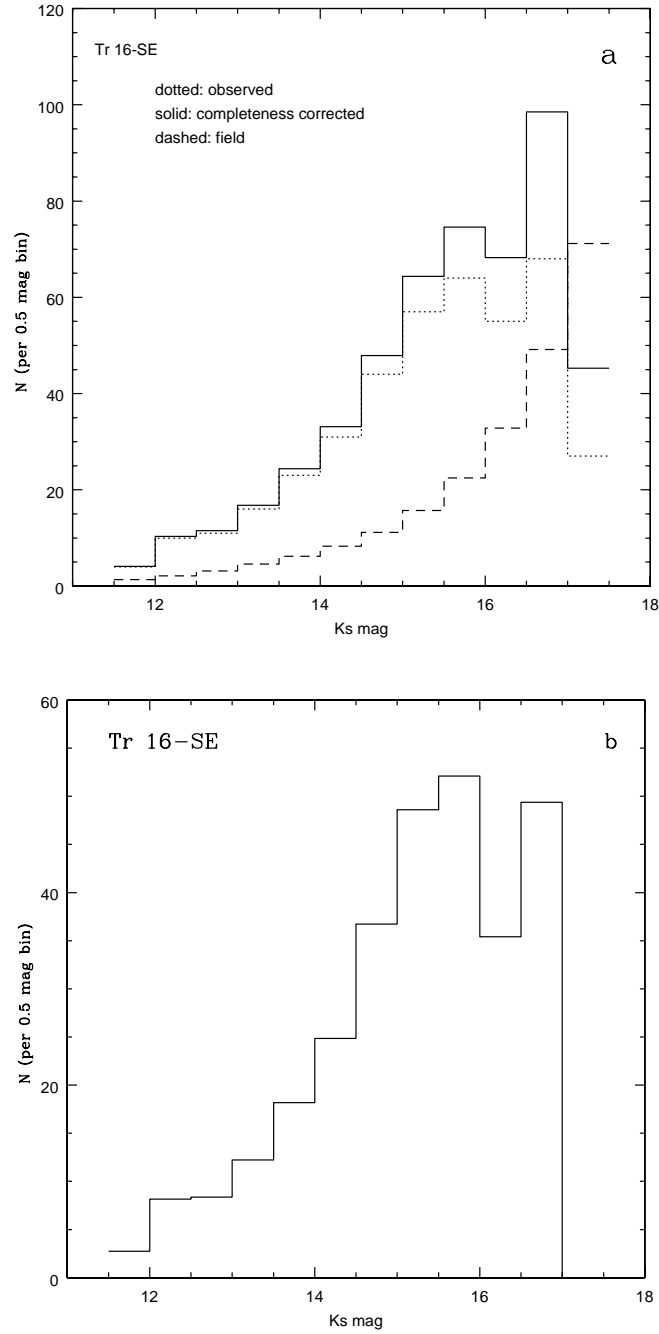 120
Tr 16-SE
a
dotted: observed
solid: completeness corrected
dashed: field
100
80
60
40
20
0
N (per 0.5 mag bin)
12
14
16
18
Ks mag
60
Tr 16-SE
b
40
20
0
N (per 0.5 mag bin)
12
14
16
18
Ks mag